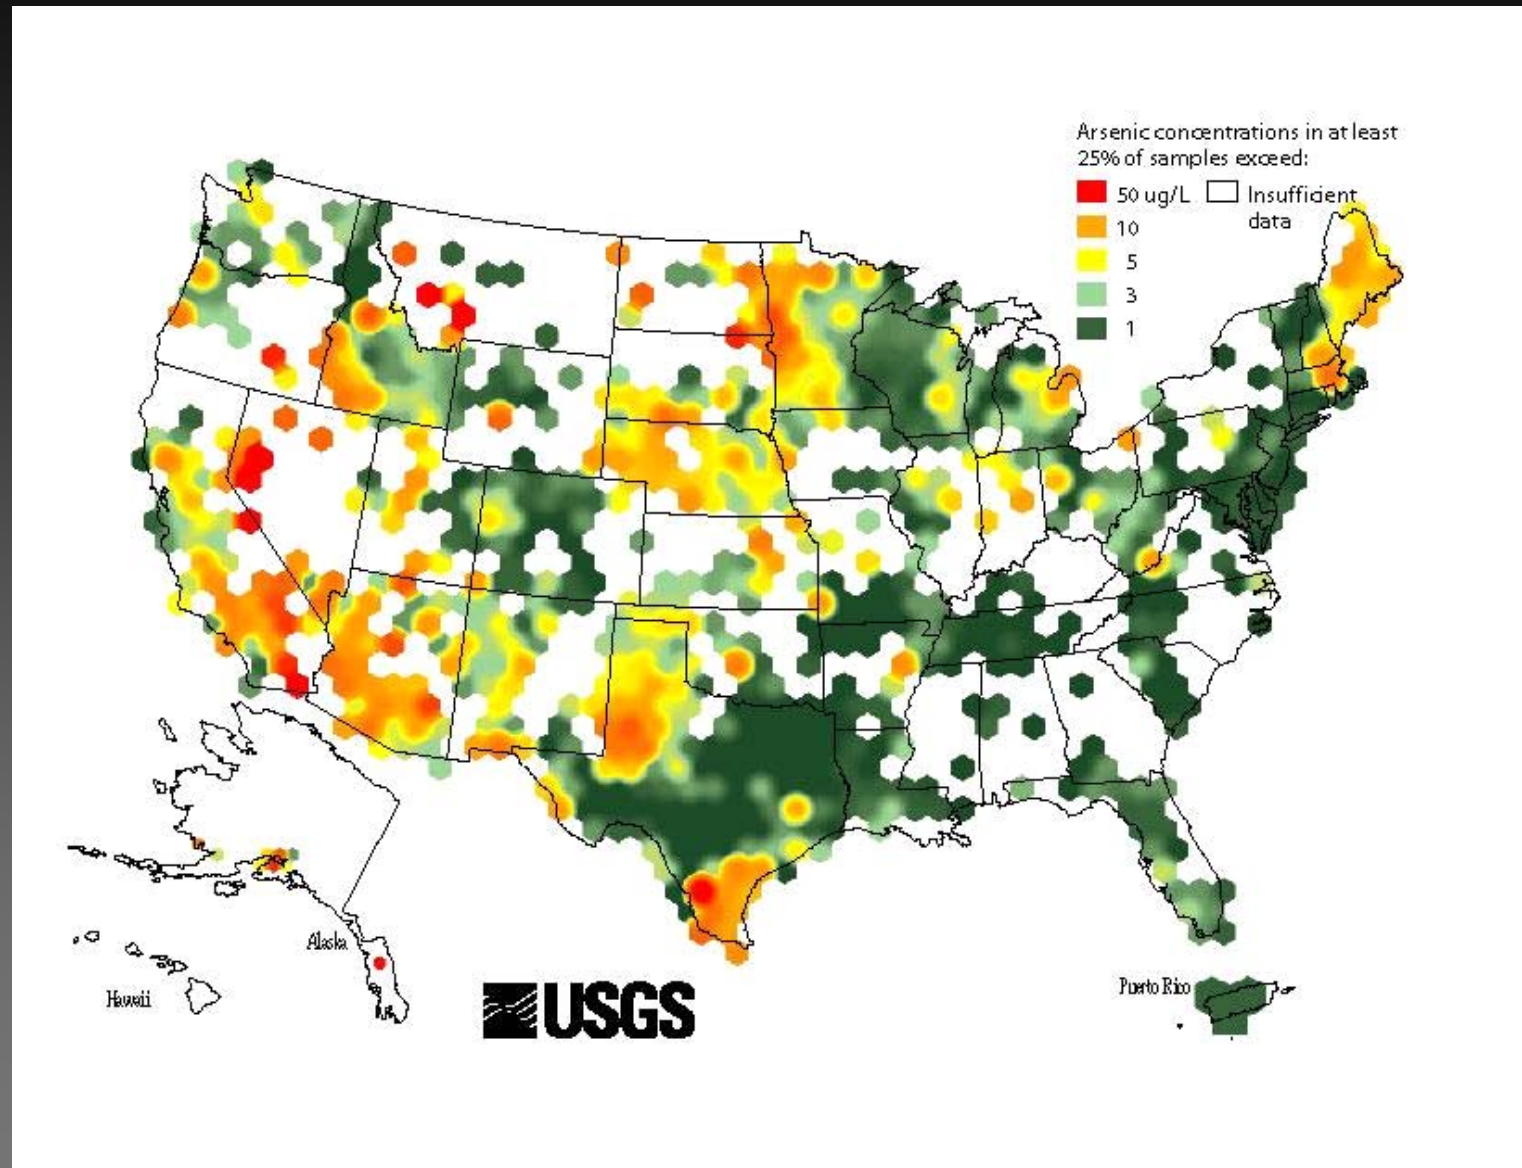 Arsenic concentrations in at least
25% of samples exceed:
50 ug/L Insufficient
data
10
5
3
1
Alaska
Hawaii
USGS
Puerto Rico